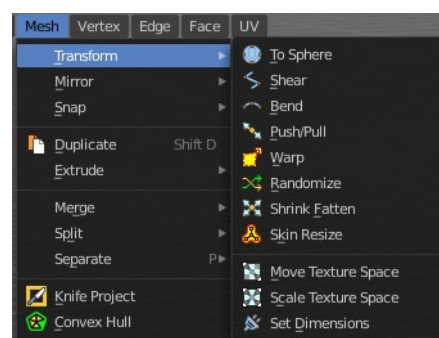 Mesh Vertex Edge Face UV
Transform
Mirror
Snap
Duplicate Shift D
Extrude
Merge
Split
Separate P
Knife Project
Convex Hull
To Sphere
Shear
Bend
Push/Pull
Warp
Randomize
Shrink Fatten
Skin Resize
Move Texture Space
Scale Texture Space
Set Dimensions